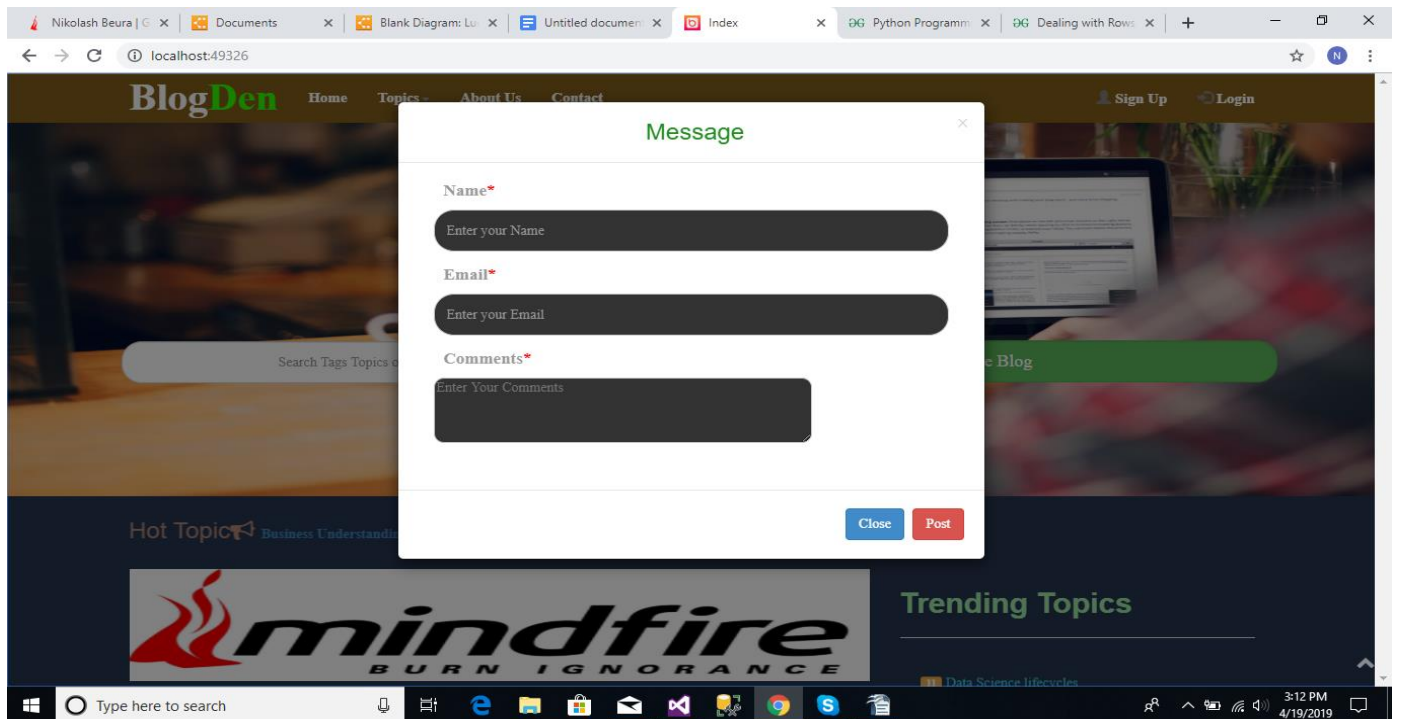 Nikolash Beura | G
Documents
Blank Diagram: Lu
Untitled document
Index
Python Programm
Dealing with Rows
localhost:49326
BlogDen Home Topics About Us Contact Sign Up Login
Message ×
Name*
Enter your Name
Email*
Enter your Email
Search Tags Topics
Comments*
Blog
Enter Your Comments
Close Post
Hot Topic Business
mindfire
BURN IGNORANCE
Trending Topics
11 Data Science lifecycles
Type here to search
3:12 PM
4/19/2019